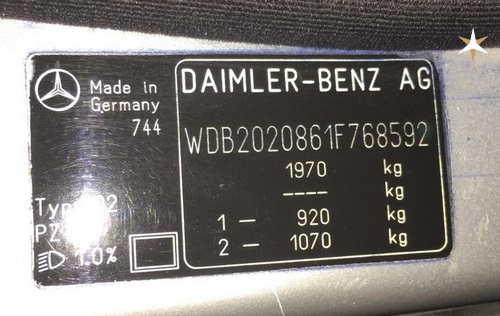 Made in
Germany
744
DAIMLER-BENZ AG
WDB2020861F768592
1970 kg
---- kg
1 — 920 kg
2 — 1070 kg
1.0%